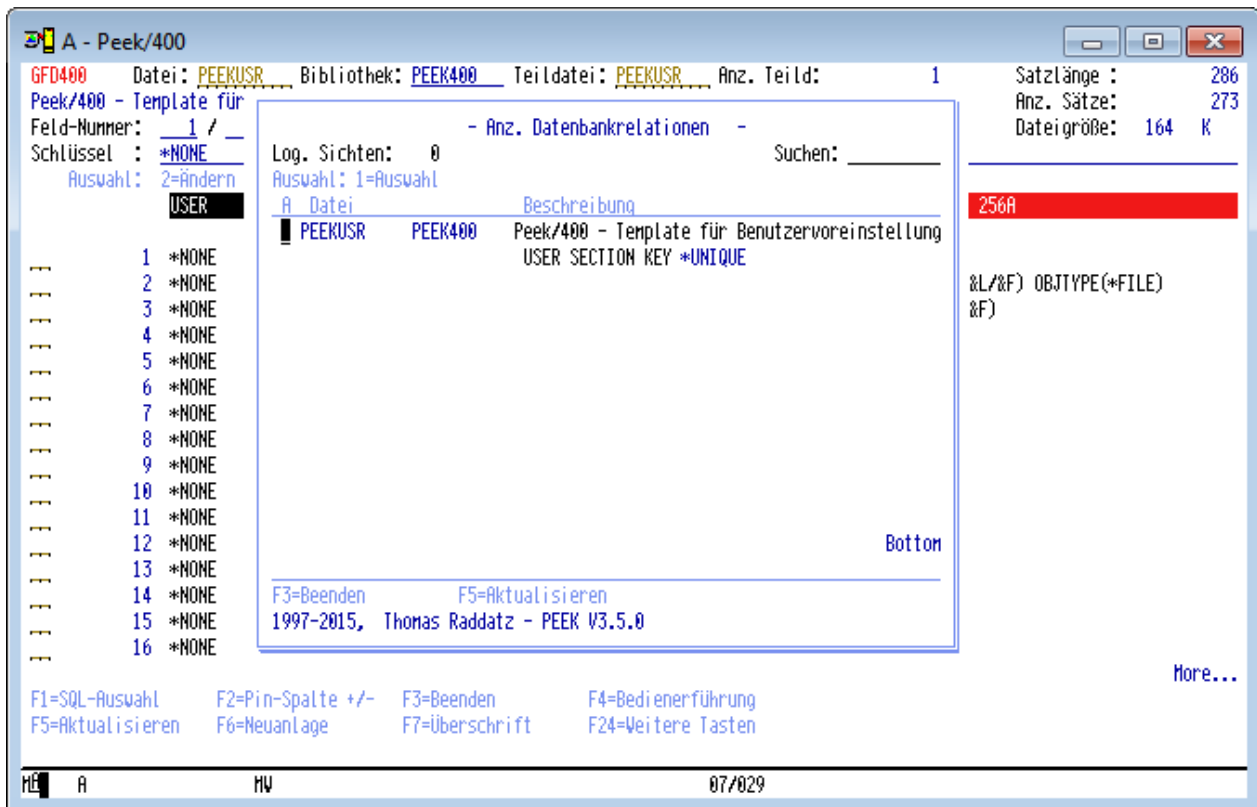 A - Peek/400
GFD400 Datei: PEEKUSR Bibliothek: PEEK400 Teildatei: PEEKUSR Anz. Teild: 1 Satzlänge : 286
Peek/400 - Template für Anz. Sätze: 273
Feld-Nummer: 1 / - Anz. Datenbankrelationen - Dateigröße: 164 K
Schlüssel : *NONE Log. Sichten: 0 Suchen:
Auswahl: 2=Ändern Auswahl: 1=Auswahl
USER A Datei Beschreibung 256A
PEEKUSR PEEK400 Peek/400 - Template für Benutzervoreinstellung
1 *NONE USER SECTION KEY *UNIQUE
2 *NONE &L/&F) OBJTYPE(*FILE)
3 *NONE &F)
4 *NONE
5 *NONE
6 *NONE
7 *NONE
8 *NONE
9 *NONE
10 *NONE
11 *NONE
12 *NONE Bottom
13 *NONE
14 *NONE F3=Beenden F5=Aktualisieren
15 *NONE 1997-2015, Thomas Raddatz - PEEK V3.5.0
16 *NONE
More...
F1=SQL-Auswahl F2=Pin-Spalte +/- F3=Beenden F4=Bedienerführung
F5=Aktualisieren F6=Neuanlage F7=Überschrift F24=Weitere Tasten
MA A MW 07/029